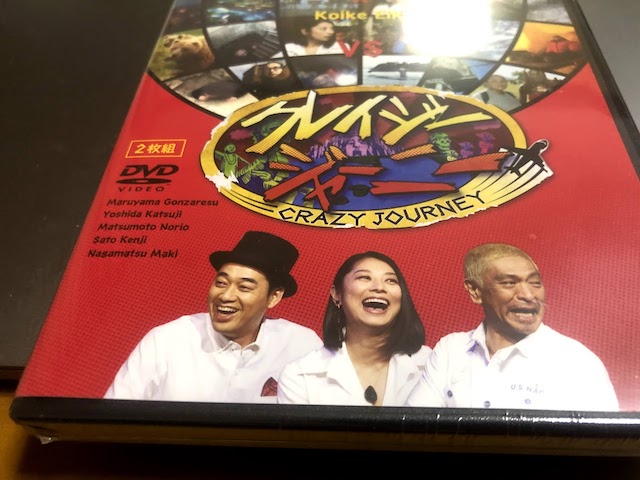 Koike Ei
VS
クレイジー
ジャーニー
CRAZY JOURNEY
2枚組
DVD
VIDEO
Maruyama Gonzaresu
Yoshida Katsuji
Matsumoto Norio
Sato Kenji
Nagamatsu Maki